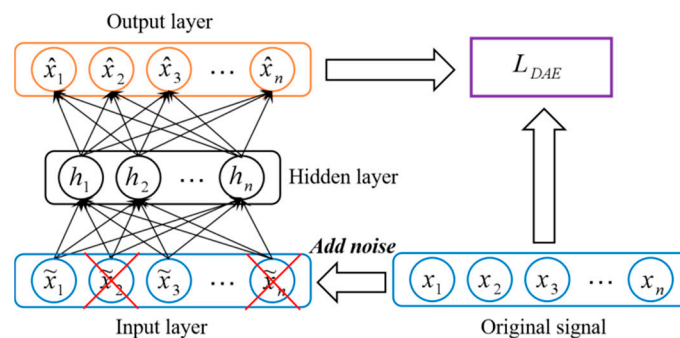 Output layer
x̂₁ x̂₂ x̂₃ ⋯ x̂ₙ
L_DAE
h₁ h₂ ⋯ hₙ
Hidden layer
Add noise
x̃₁ x̃₂ x̃₃ ⋯ x̃ₙ
x₁ x₂ x₃ ⋯ xₙ
Input layer
Original signal